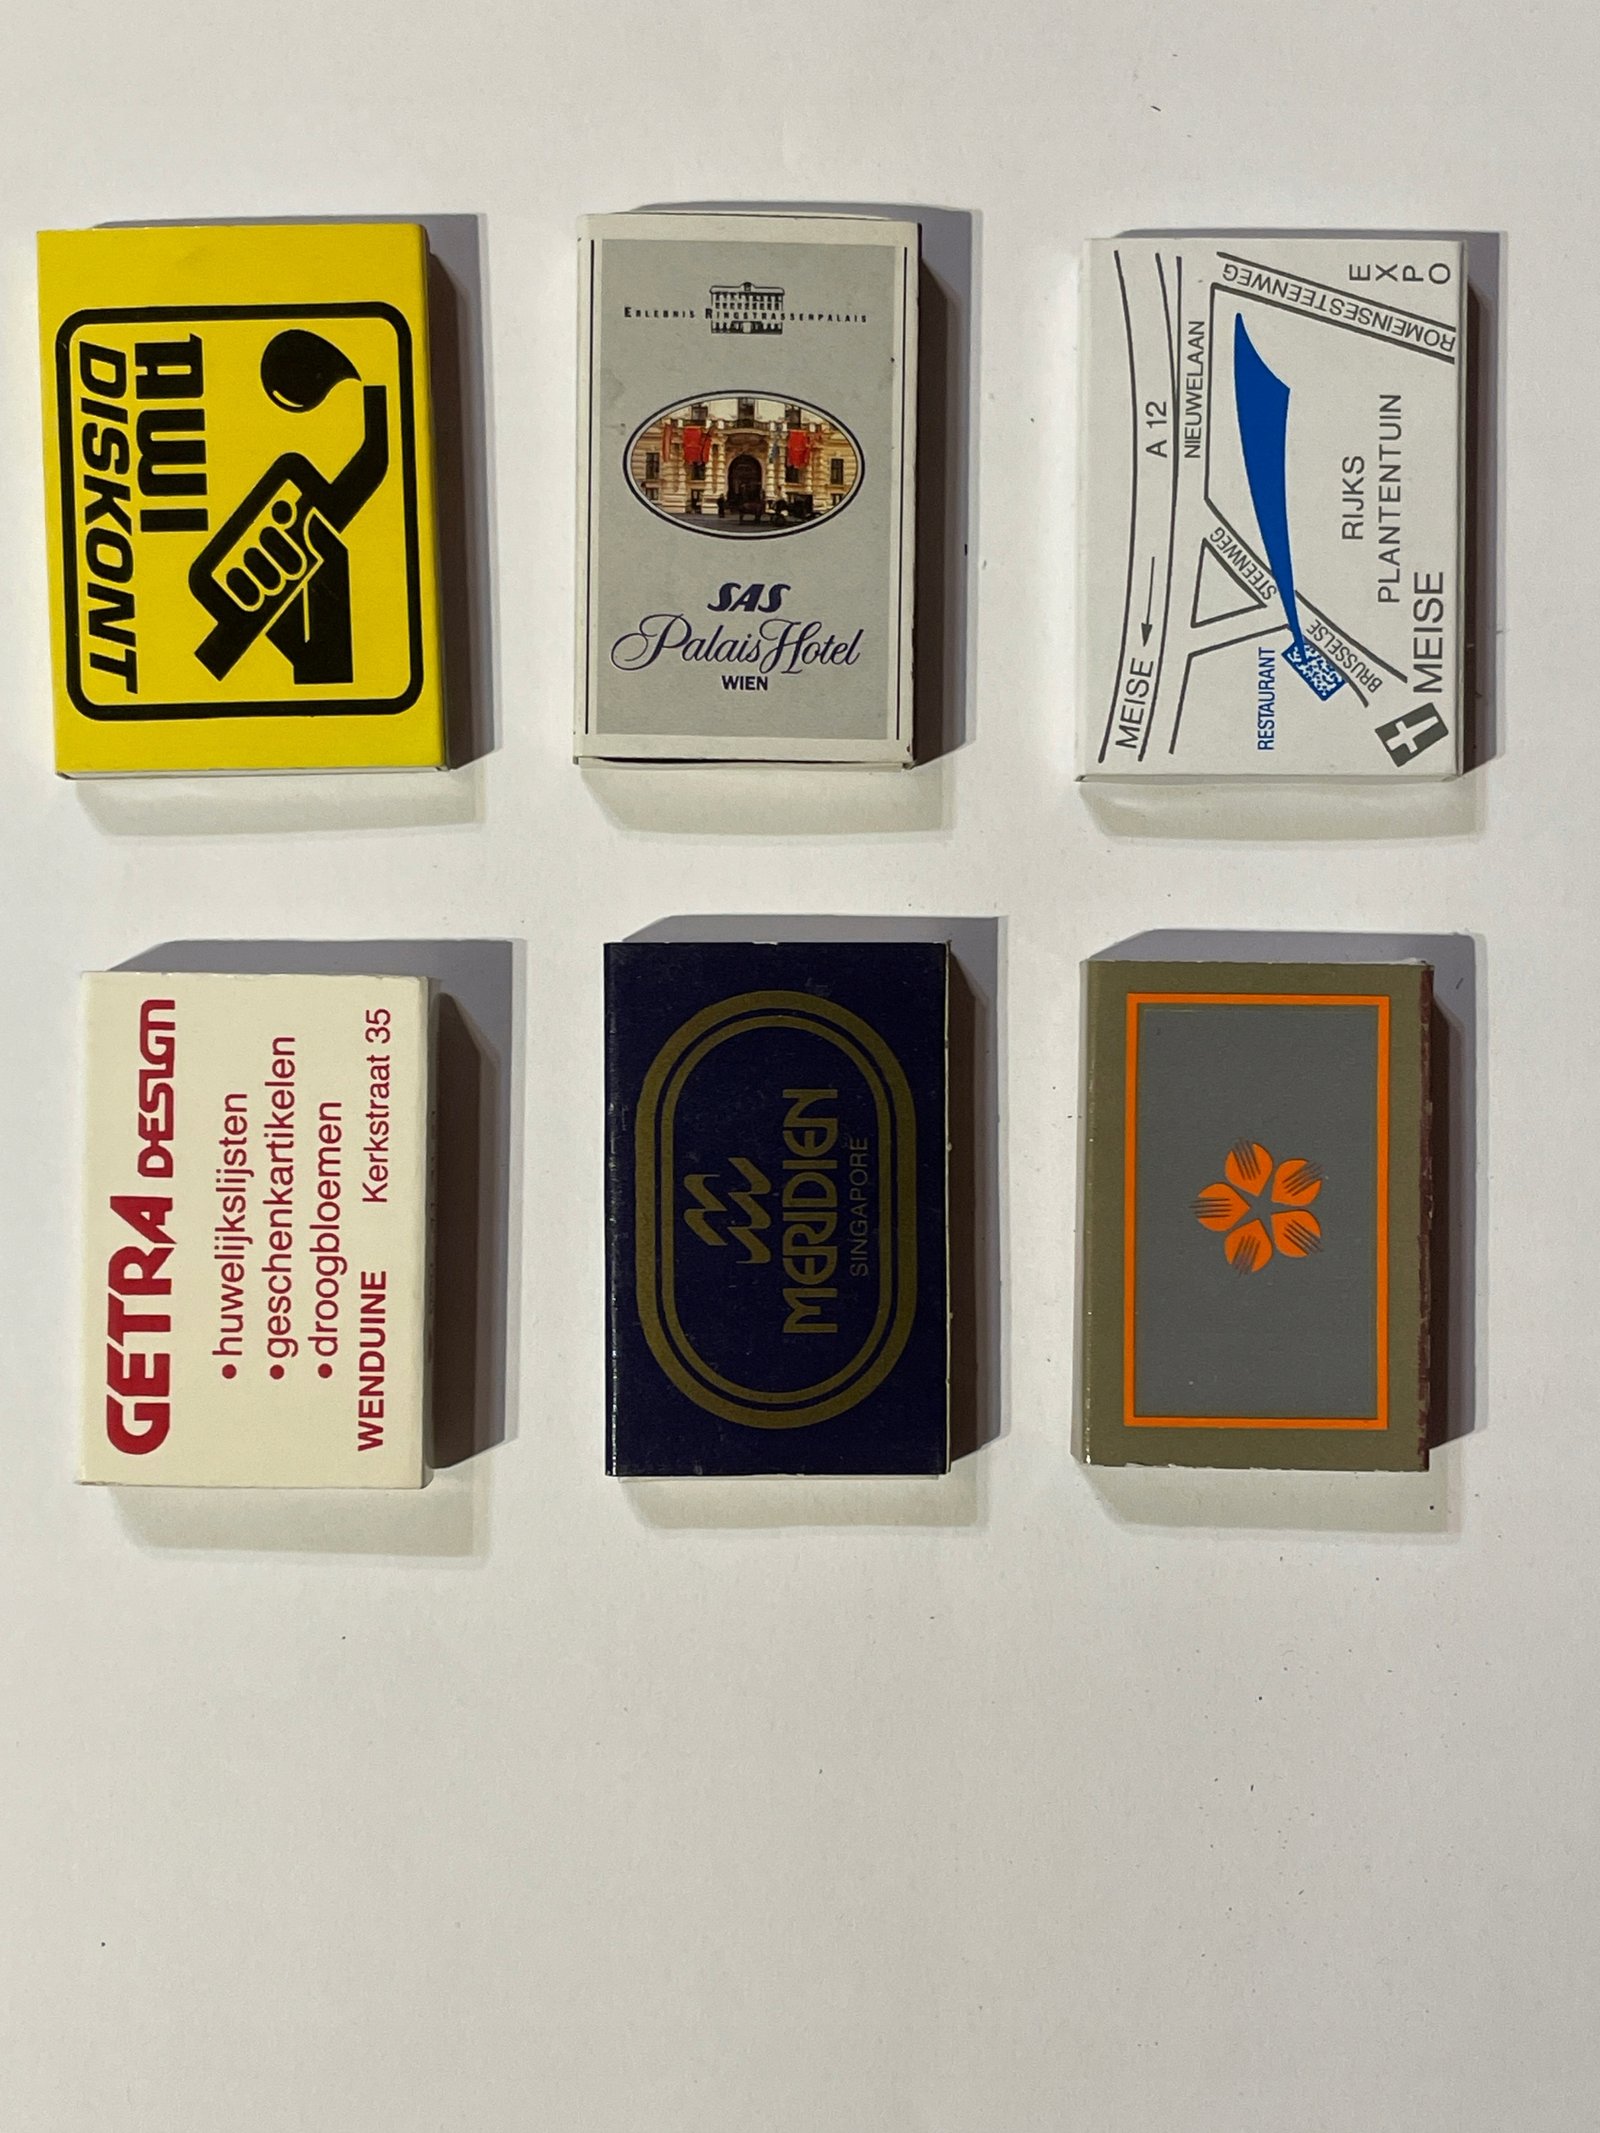 AWI
DISKONT
ERLEBNIS RINGSTRASSENPALAIS
SAS
Palais Hotel
WIEN
EXPO
ROMEINSESTEENWEG
A 12
NIEUWELAAN
RIJKS
PLANTENTUIN
MEISE
STEENWEG
BRUSSELSE
RESTAURANT
MEISE
GETRA DESIGN
•huwelijkslijsten
•geschenkartikelen
•droogbloemen
WENDUINE Kerkstraat 35
MERIDIEN
SINGAPORE